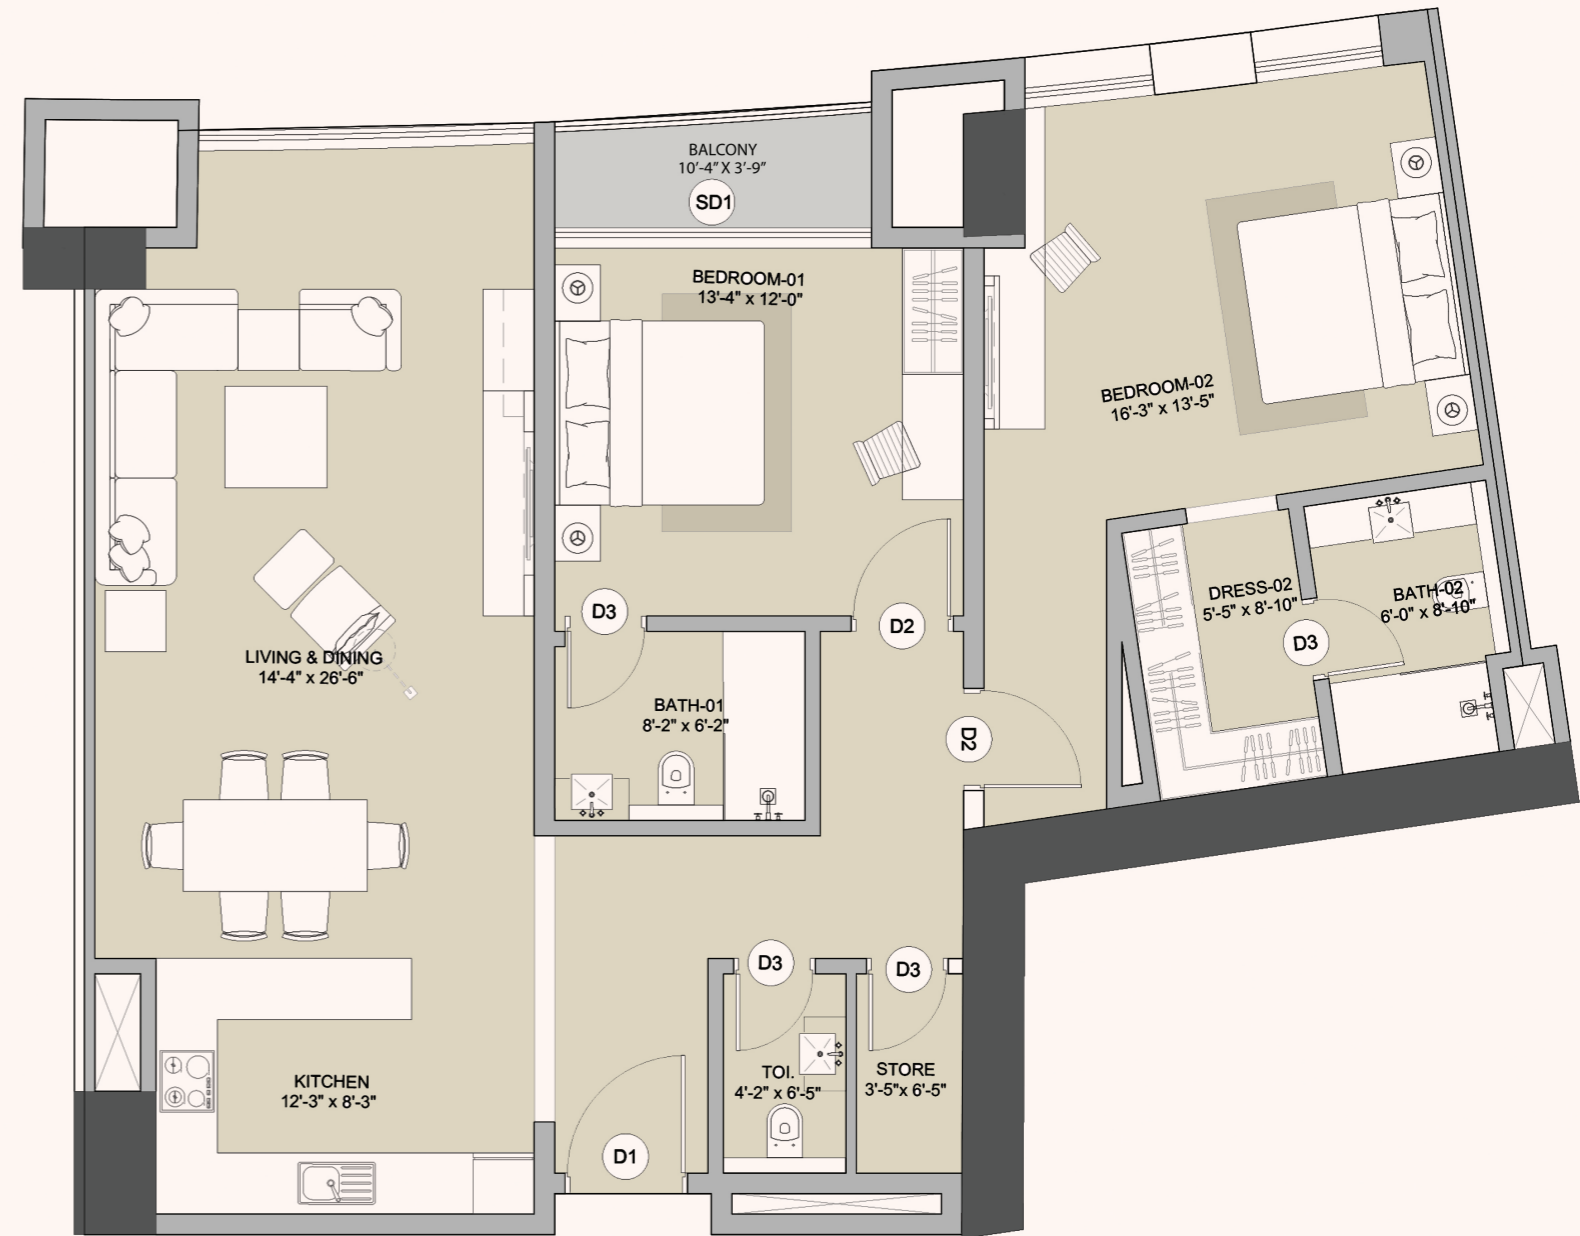 BALCONY
10'-4" X 3'-9"
SD1
BEDROOM-01
13'-4" x 12'-0"
BEDROOM-02
16'-3" x 13'-5"
D3
D2
DRESS-02
5'-5" x 8'-10"
BATH-02
6'-0" x 8'-10"
D3
LIVING & DINING
14'-4" x 26'-6"
BATH-01
8'-2" x 6'-2"
D2
D3
D3
KITCHEN
12'-3" x 8'-3"
TOI.
4'-2" x 6'-5"
STORE
3'-5"x 6'-5"
D1